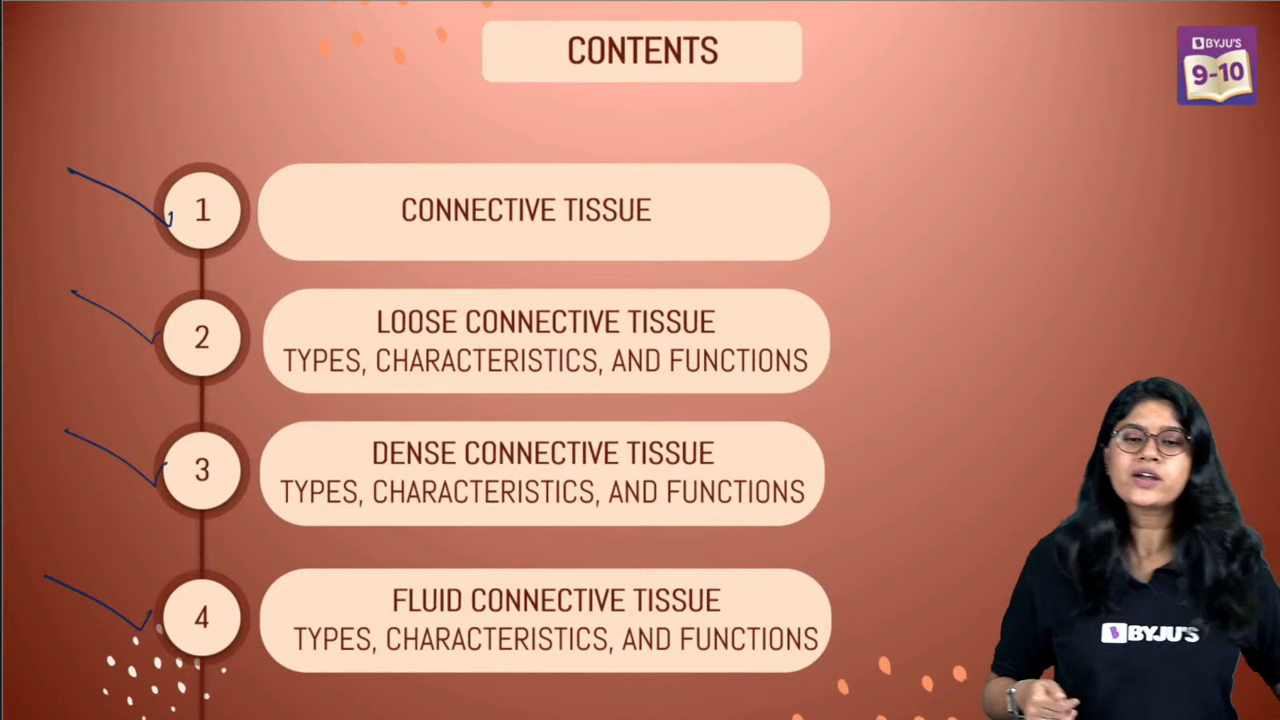 CONTENTS
BYJU'S
9-10
1
CONNECTIVE TISSUE
2
LOOSE CONNECTIVE TISSUE
TYPES, CHARACTERISTICS, AND FUNCTIONS
3
DENSE CONNECTIVE TISSUE
TYPES, CHARACTERISTICS, AND FUNCTIONS
4
FLUID CONNECTIVE TISSUE
TYPES, CHARACTERISTICS, AND FUNCTIONS
BYJU'S